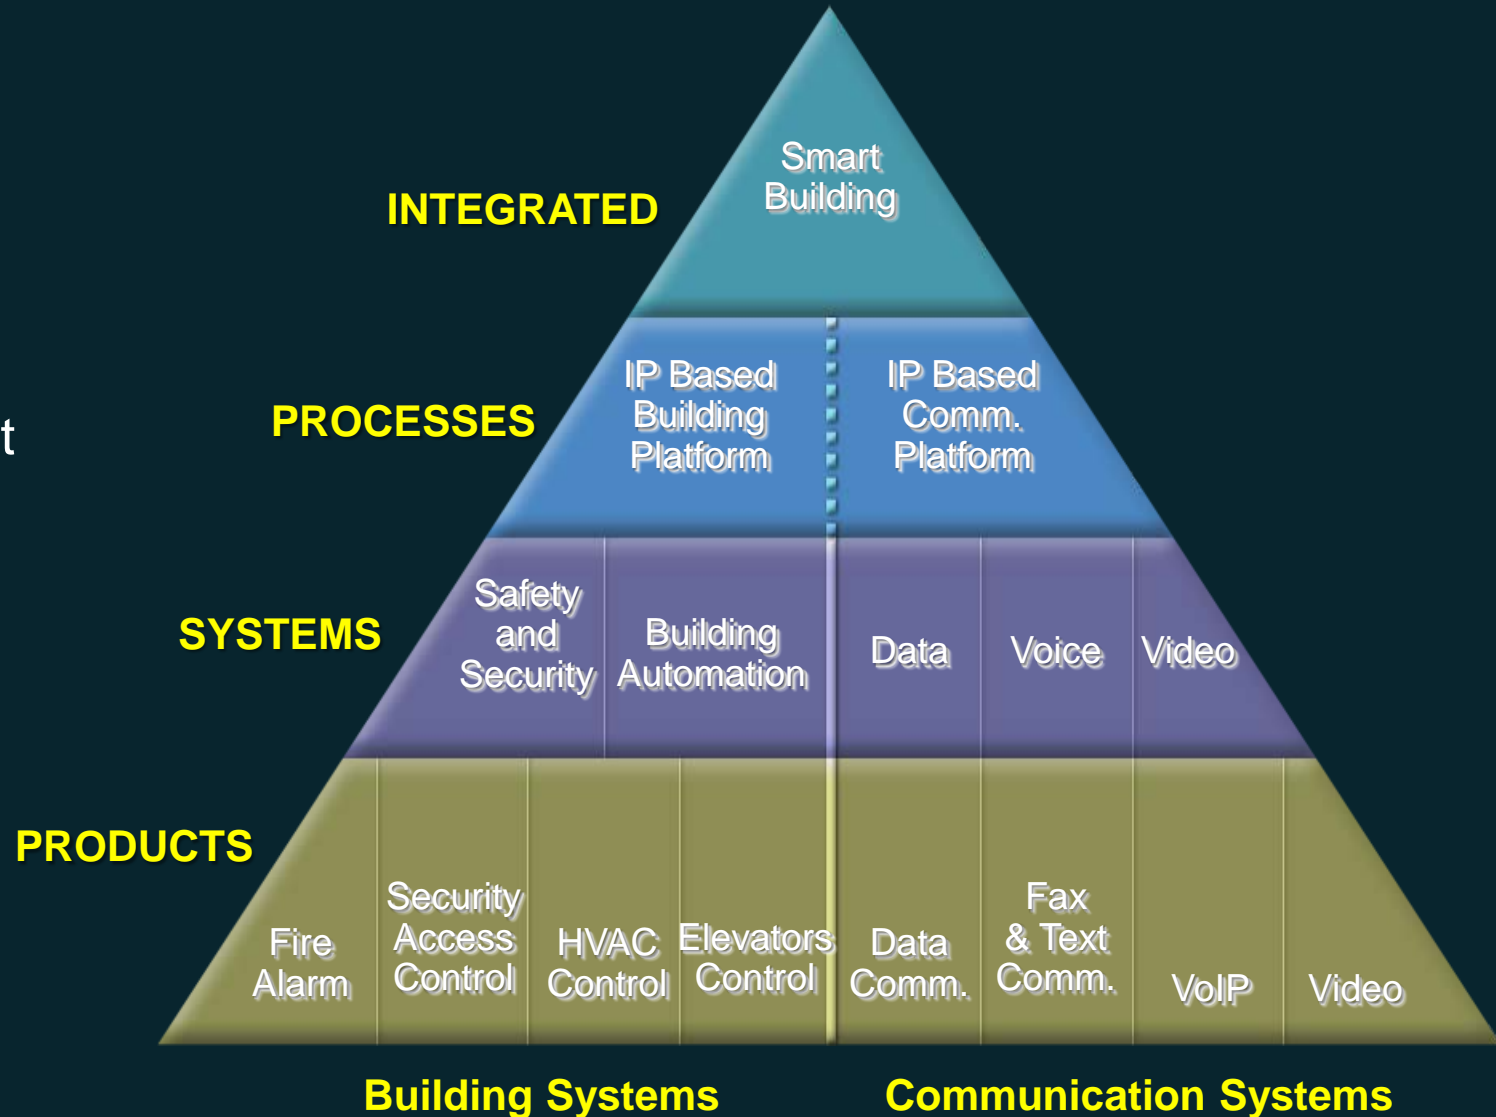 Smart
Building
INTEGRATED
IP Based
Building
Platform
IP Based
Comm.
Platform
PROCESSES
t
Safety
and
Security
Building
Automation
Data
Voice
Video
SYSTEMS
PRODUCTS
Fire
Alarm
Security
Access
Control
HVAC
Control
Elevators
Control
Data
Comm.
Fax
& Text
Comm.
VoIP
Video
Building Systems
Communication Systems